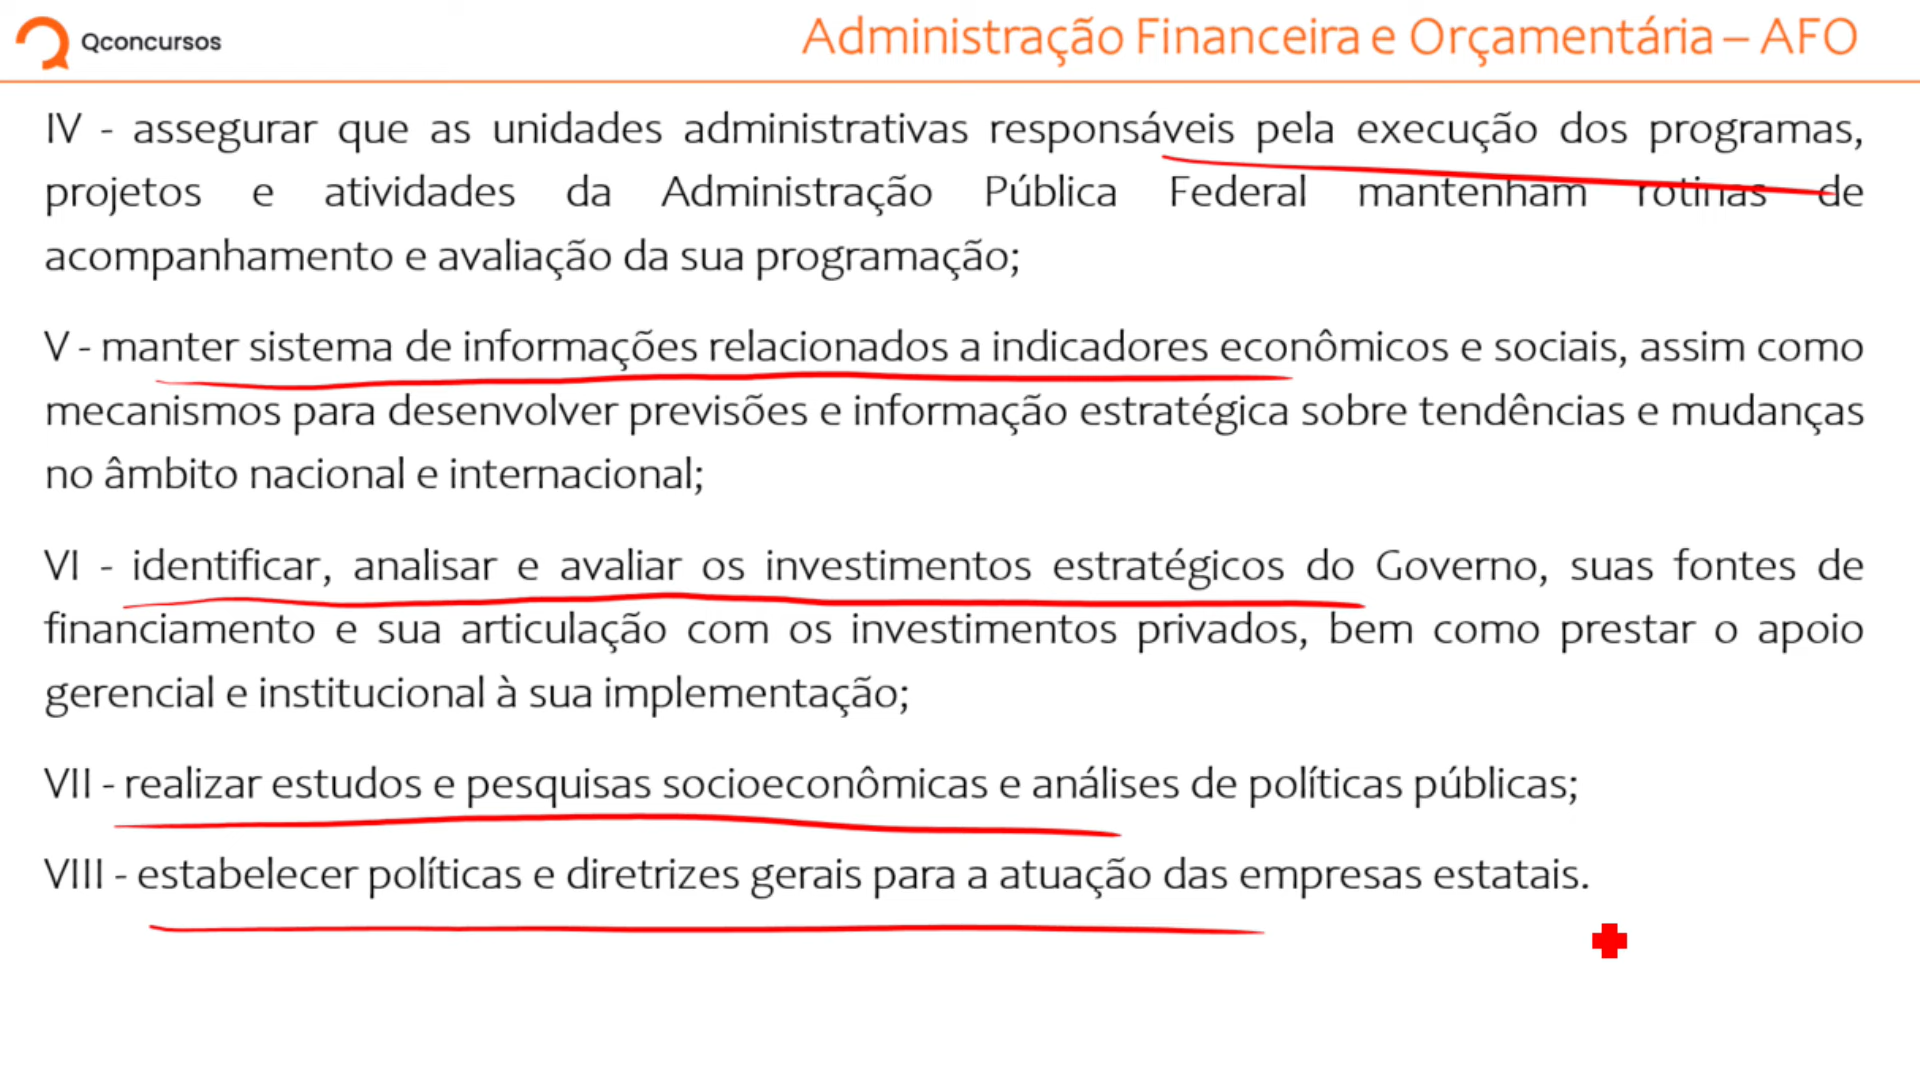 Qconcursos
Administração Financeira e Orçamentária – AFO
IV - assegurar que as unidades administrativas responsáveis pela execução dos programas,
projetos e atividades da Administração Pública Federal mantenham rotinas de
acompanhamento e avaliação da sua programação;
V - manter sistema de informações relacionados a indicadores econômicos e sociais, assim como
mecanismos para desenvolver previsões e informação estratégica sobre tendências e mudanças
no âmbito nacional e internacional;
VI - identificar, analisar e avaliar os investimentos estratégicos do Governo, suas fontes de
financiamento e sua articulação com os investimentos privados, bem como prestar o apoio
gerencial e institucional à sua implementação;
VII - realizar estudos e pesquisas socioeconômicas e análises de políticas públicas;
VIII - estabelecer políticas e diretrizes gerais para a atuação das empresas estatais.